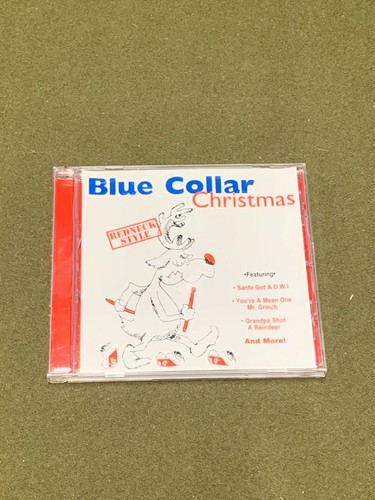 Blue Collar
Christmas
REDNECK
STYLE
•Featuring•
• Santa Got A D.W.I
• You're A Mean One
Mr. Grinch
• Grandpa Shot
A Reindeer
And More!